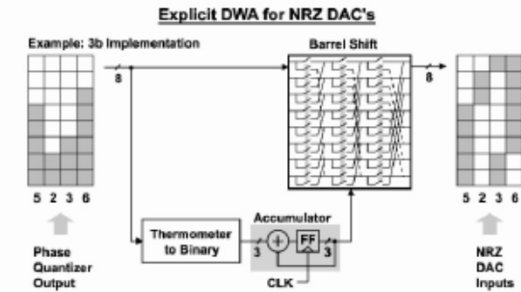 Explicit DWA for NRZ DAC's
Example: 3b Implementation
Barrel Shift
8
8
5 2 3 6
5 2 3 6
Accumulator
Thermometer
to Binary
3
+
FF
3
CLK
Phase
Quantizer
Output
NRZ
DAC
Inputs